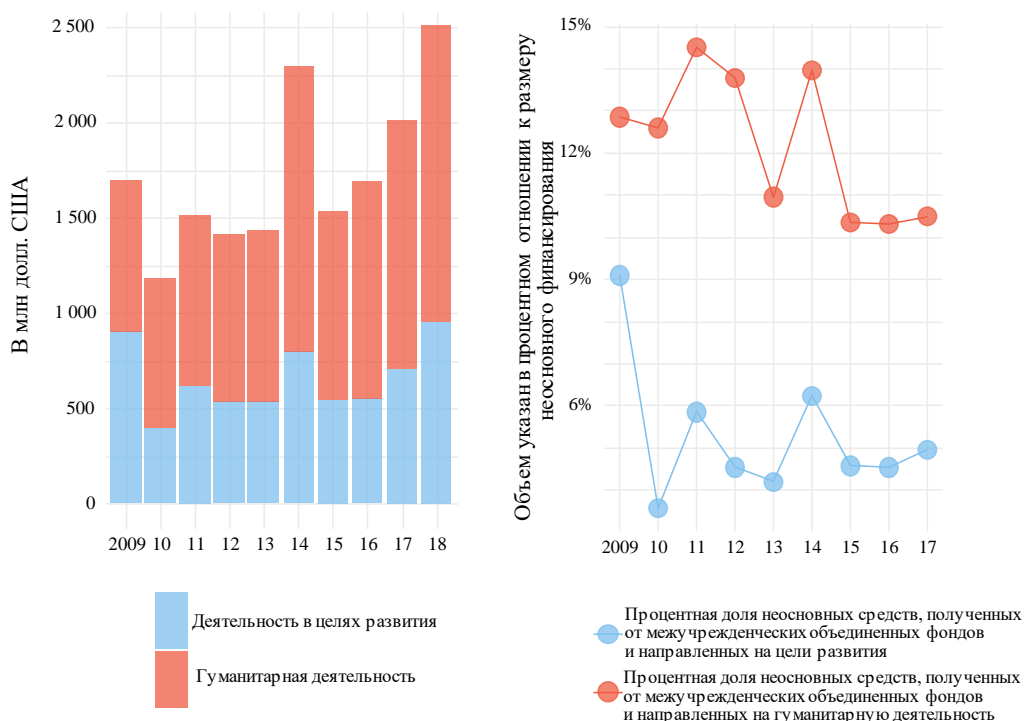 В млн долл. США
2 500
2 000
1 500
1 000
500
0
2009 10 11 12 13 14 15 16 17 18
Деятельность в целях развития
Гуманитарная деятельность
Объем указан в процентном отношении к размеру
неосновного финансирования
15%
12%
9%
6%
2009 10 11 12 13 14 15 16 17
Процентная доля неосновных средств, полученных
от межучрежденческих объединенных фондов
и направленных на цели развития
Процентная доля неосновных средств, полученных
от межучрежденческих объединенных фондов
и направленных на гуманитарную деятельность